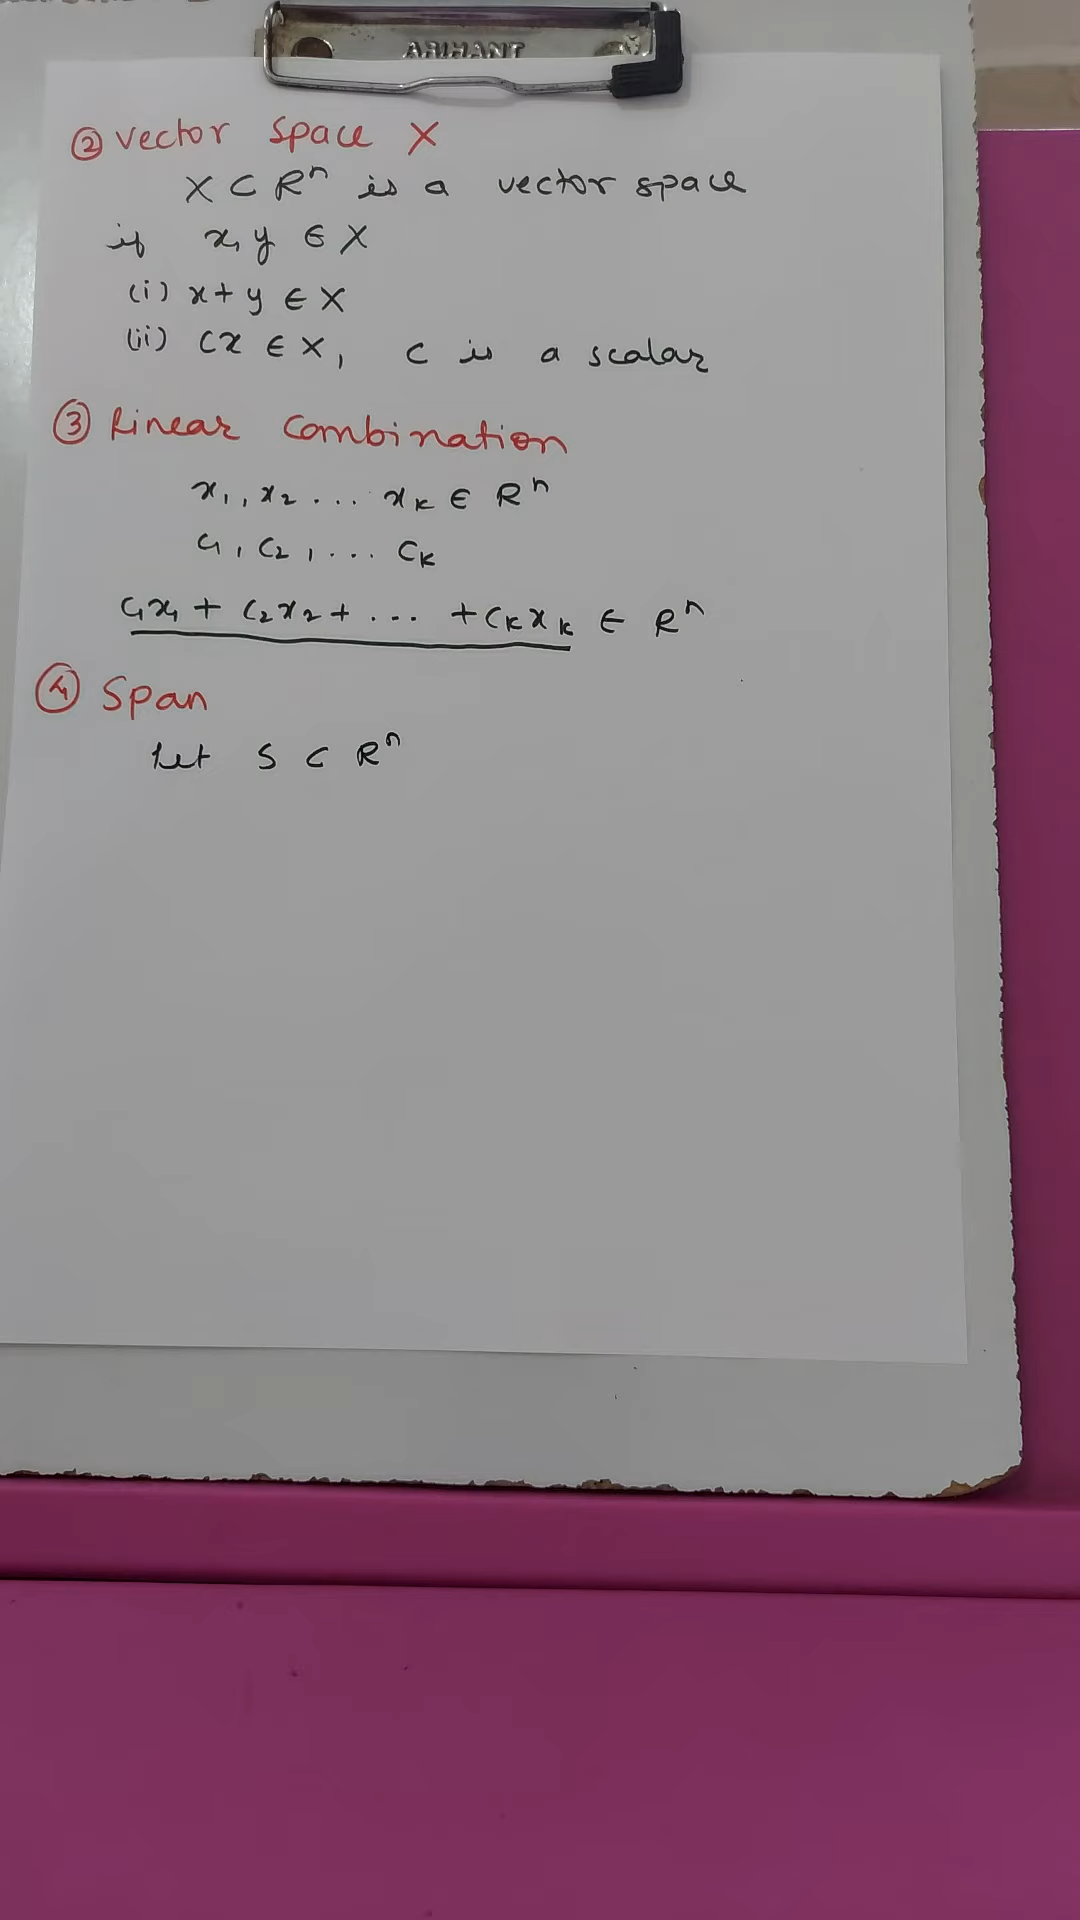 ARIHANT
② Vector space X
X ⊂ Rⁿ is a vector space
if x, y ∈ X
(i) x+y ∈ X
(ii) cx ∈ X, c is a scalar
③ Linear Combination
x₁, x₂ ... xₖ ∈ Rⁿ
c₁, c₂, ... cₖ
c₁x₁ + c₂x₂ + ... + cₖxₖ ∈ Rⁿ
④ Span
Let S ⊂ Rⁿ